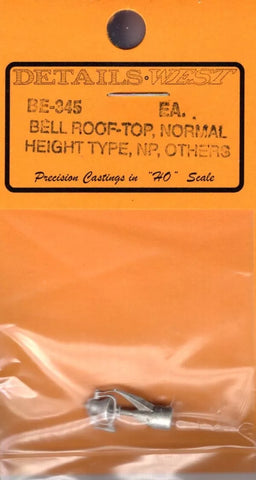 DETAILS·WEST
BE-345 EA.
BELL ROOF-TOP, NORMAL
HEIGHT TYPE, NP, OTHERS
Precision Castings in "HO" Scale